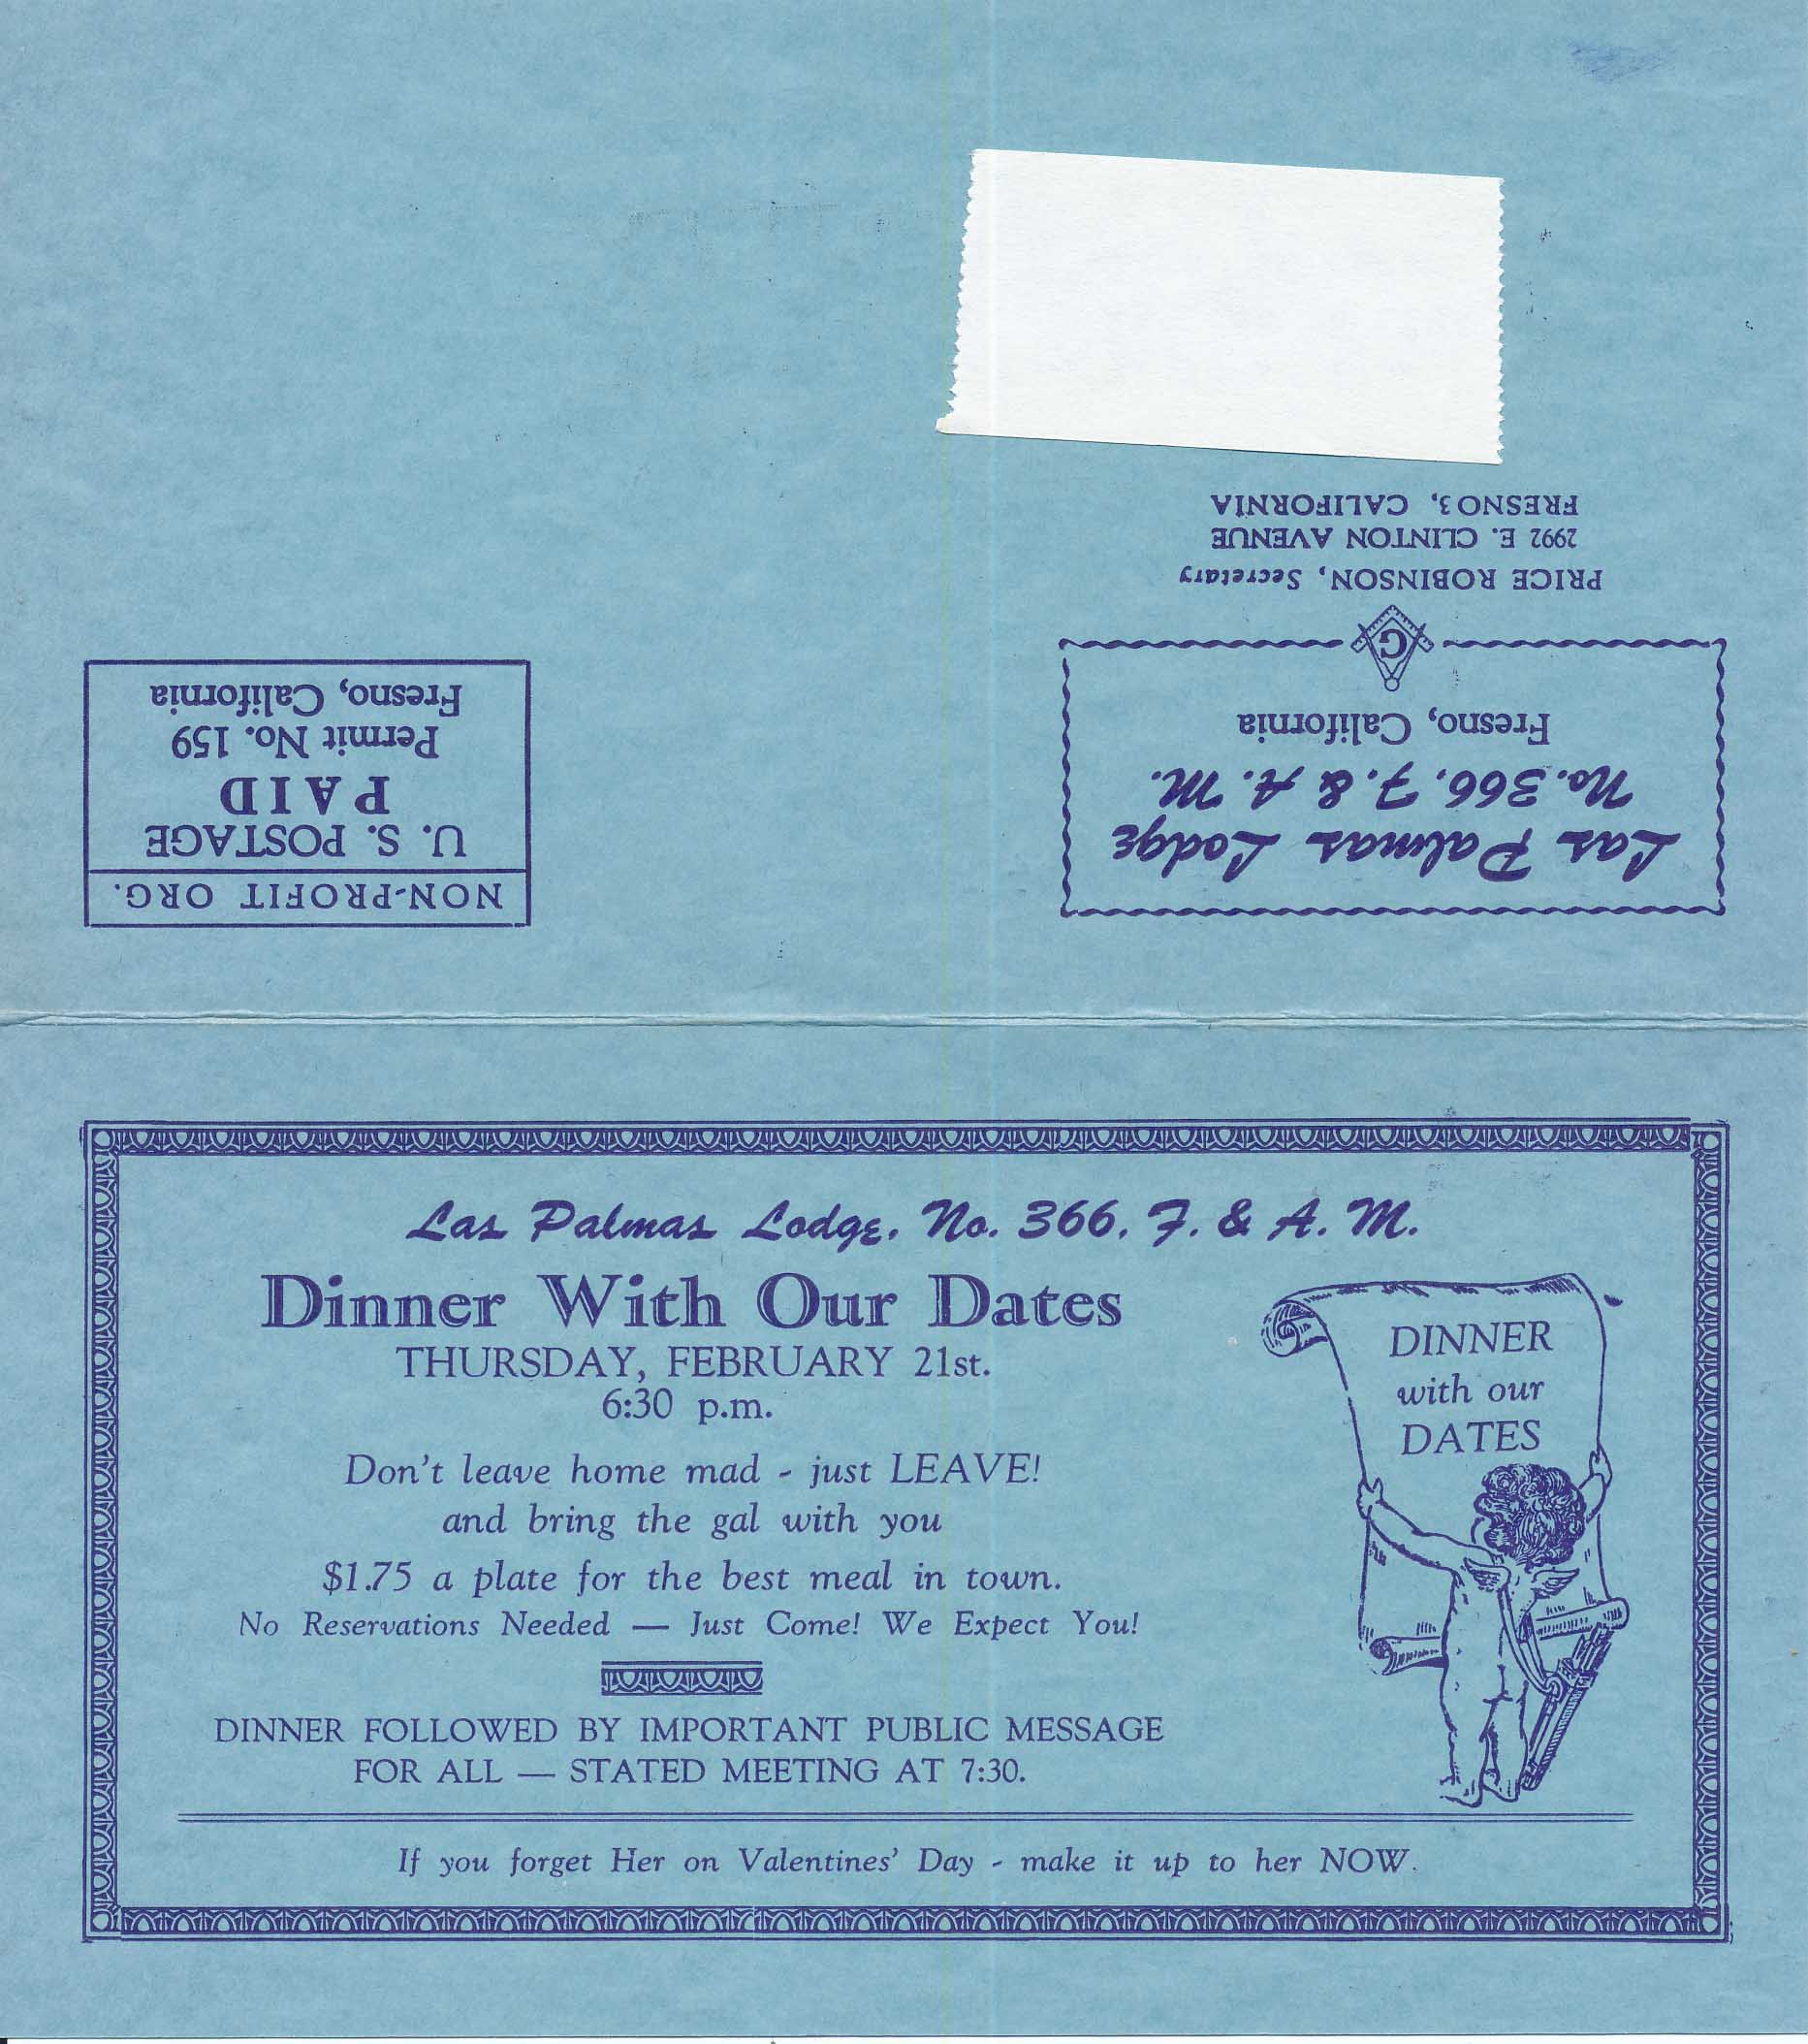 Las Palmas Lodge
No. 366, F. & A. M.
Fresno, California
G
PRICE ROBINSON, Secretary
2992 E. CLINTON AVENUE
FRESNO 3, CALIFORNIA
NON-PROFIT ORG.
U. S. POSTAGE
PAID
Permit No. 159
Fresno, California
Las Palmas Lodge, No. 366, F. & A. M.
Dinner With Our Dates
THURSDAY, FEBRUARY 21st.
6:30 p.m.
Don't leave home mad - just LEAVE!
and bring the gal with you
$1.75 a plate for the best meal in town.
No Reservations Needed — Just Come! We Expect You!
DINNER FOLLOWED BY IMPORTANT PUBLIC MESSAGE
FOR ALL — STATED MEETING AT 7:30.
DINNER
with our
DATES
If you forget Her on Valentines' Day - make it up to her NOW.